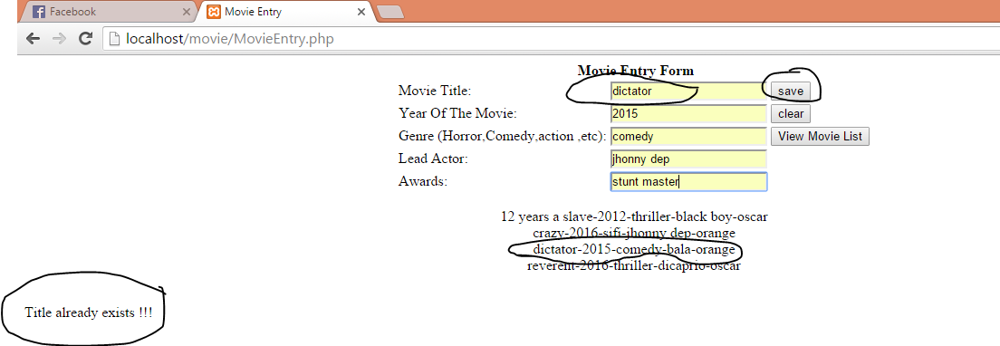 Facebook
Movie Entry
localhost/movie/MovieEntry.php
Movie Entry Form
Movie Title: dictator save
Year Of The Movie: 2015 clear
Genre (Horror,Comedy,action ,etc): comedy View Movie List
Lead Actor: jhonny dep
Awards: stunt master
12 years a slave-2012-thriller-black boy-oscar
crazy-2016-sifi-jhonny dep-orange
dictator-2015-comedy-bala-orange
reverent-2016-thriller-dicaprio-oscar
Title already exists !!!